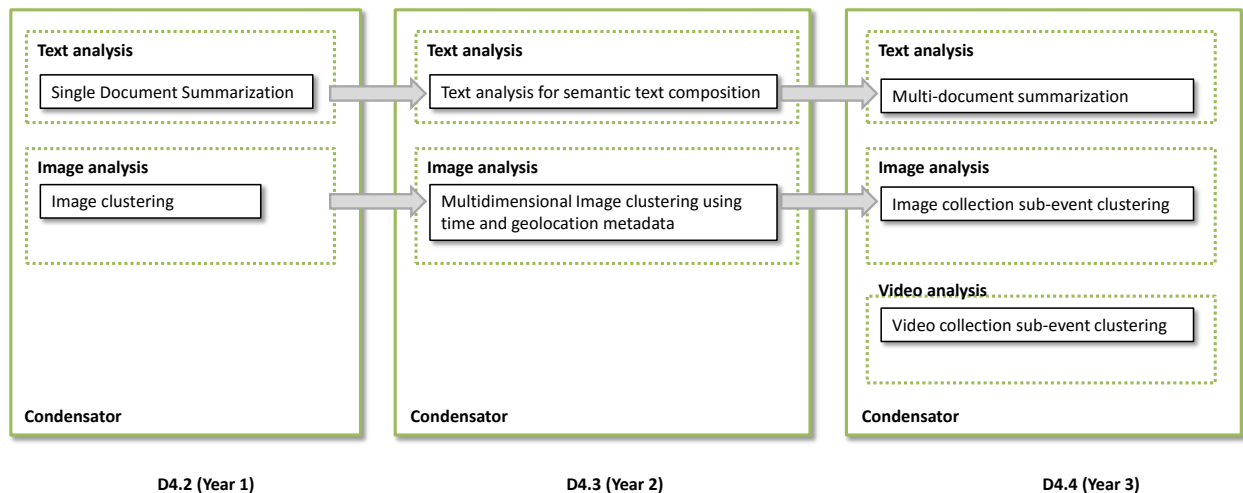 Text analysis
Single Document Summarization
Image analysis
Image clustering
Condensator
D4.2 (Year 1)
Text analysis
Text analysis for semantic text composition
Image analysis
Multidimensional Image clustering using
time and geolocation metadata
Condensator
D4.3 (Year 2)
Text analysis
Multi-document summarization
Image analysis
Image collection sub-event clustering
Video analysis
Video collection sub-event clustering
Condensator
D4.4 (Year 3)